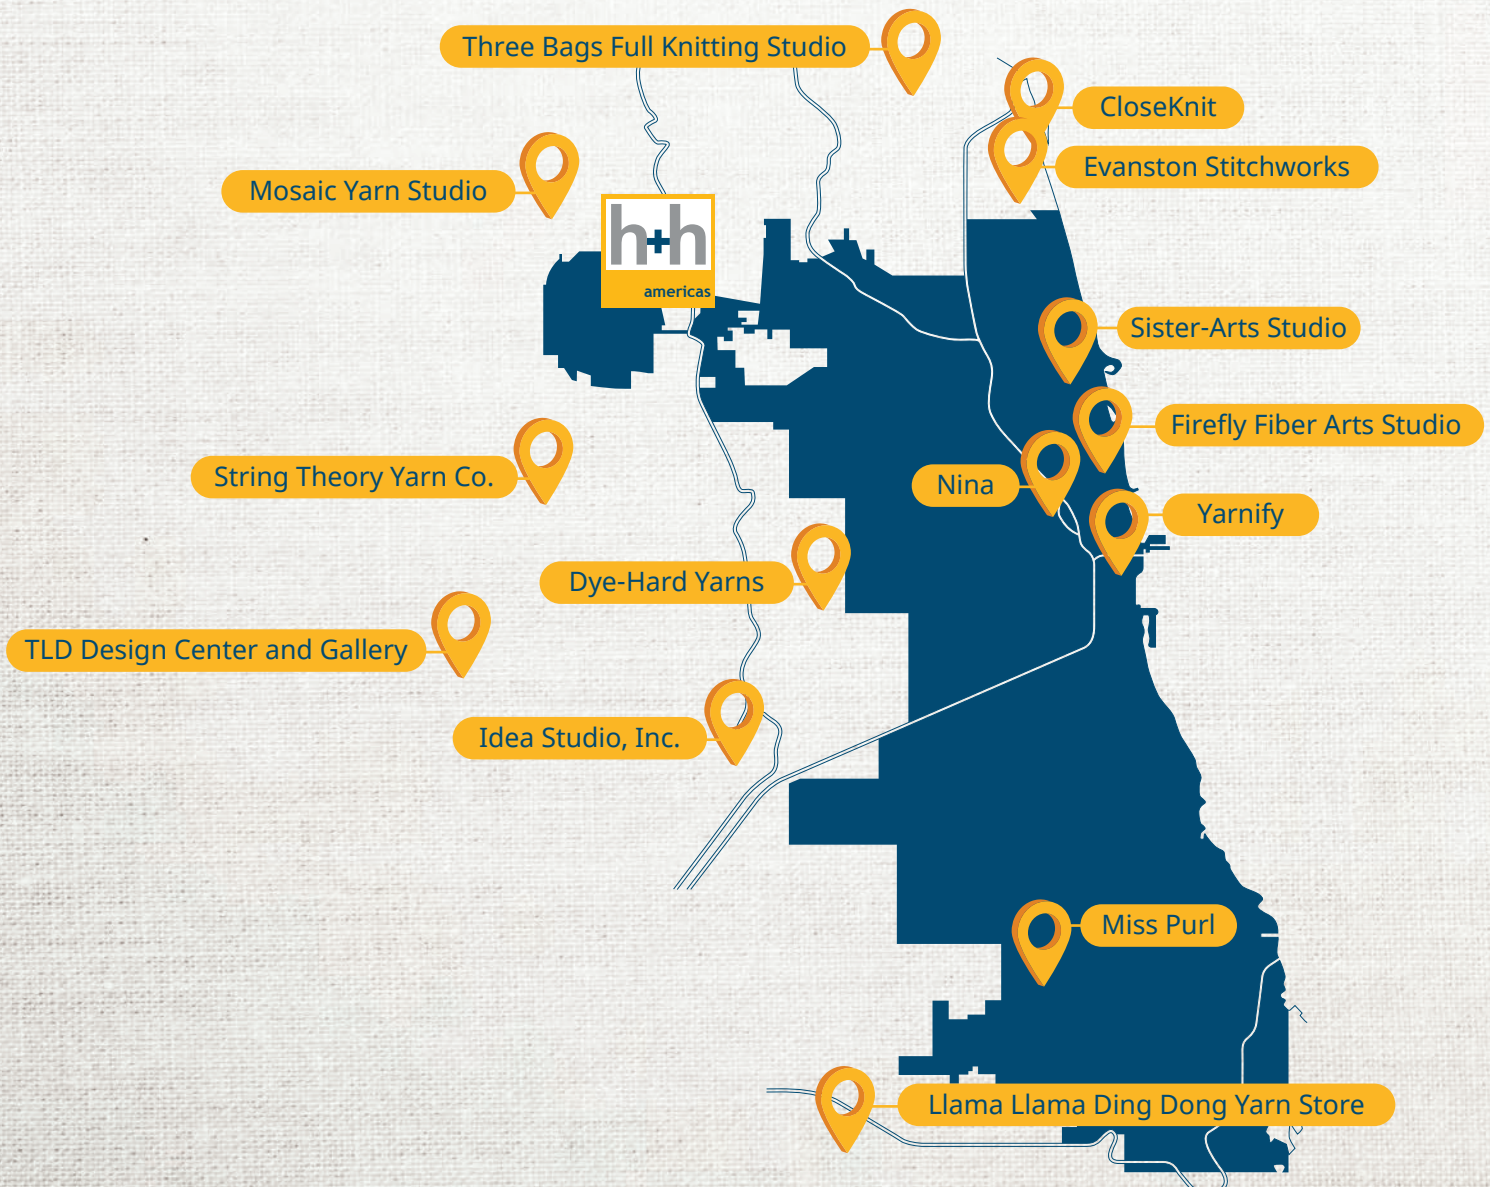 Three Bags Full Knitting Studio
CloseKnit
Evanston Stitchworks
Mosaic Yarn Studio
h+h
americas
Sister-Arts Studio
Firefly Fiber Arts Studio
String Theory Yarn Co.
Nina
Yarnify
Dye-Hard Yarns
TLD Design Center and Gallery
Idea Studio, Inc.
Miss Purl
Llama Llama Ding Dong Yarn Store